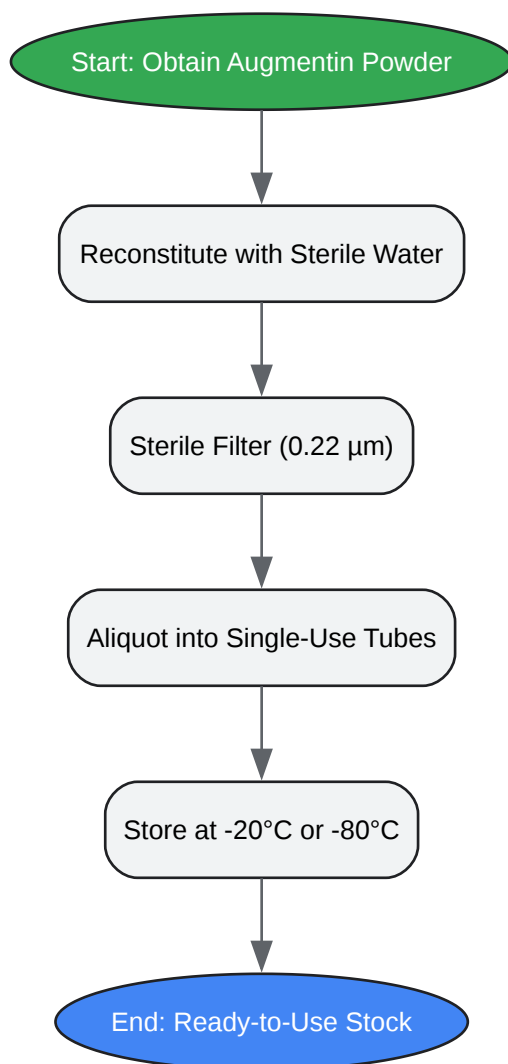 Start: Obtain Augmentin Powder
Reconstitute with Sterile Water
Sterile Filter (0.22 µm)
Aliquot into Single-Use Tubes
Store at -20°C or -80°C
End: Ready-to-Use Stock